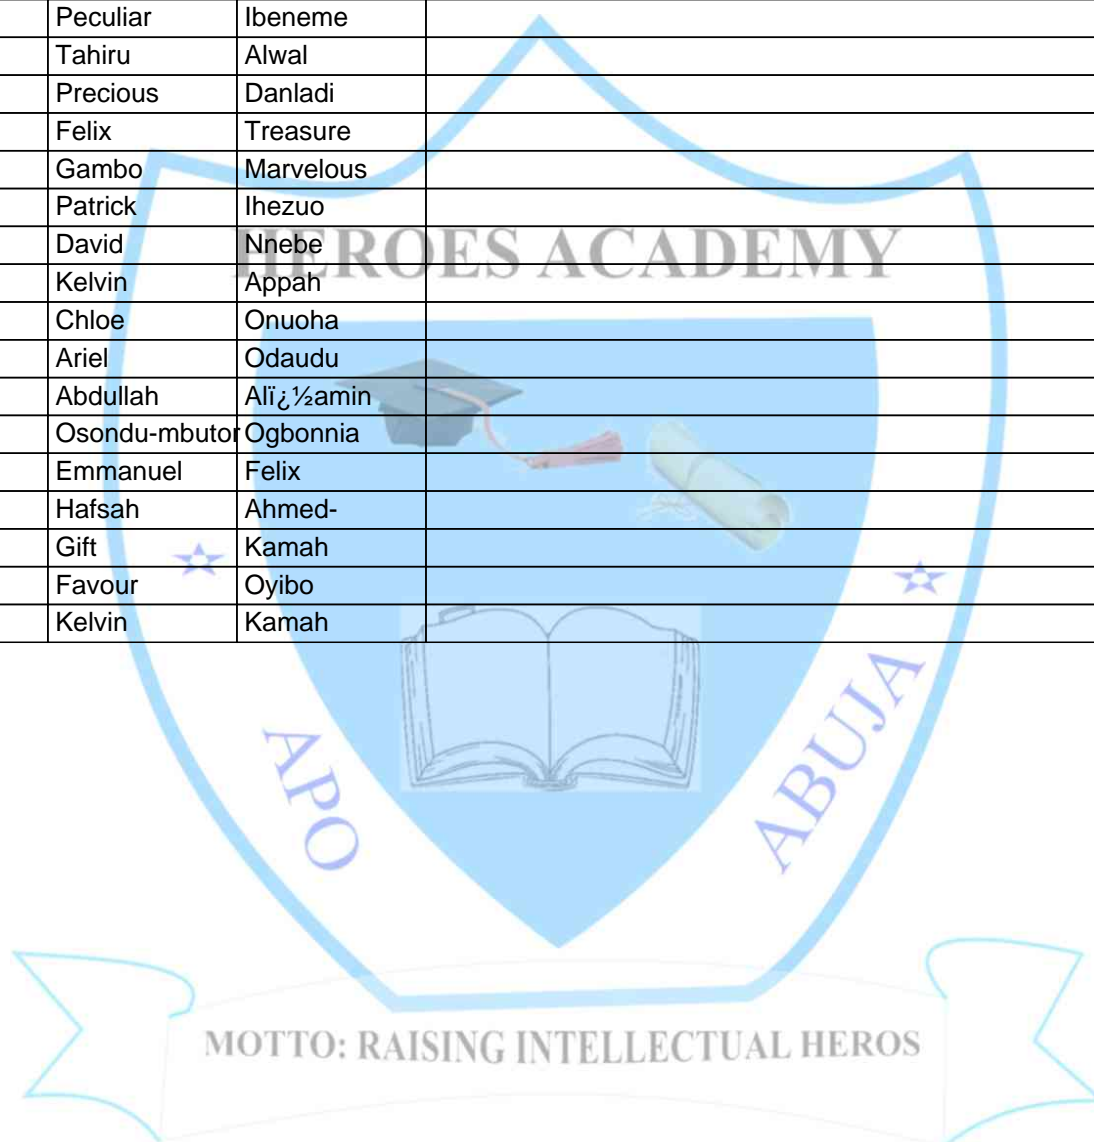 Peculiar Ibeneme
Tahiru Alwal
Precious Danladi
Felix Treasure
Gambo Marvelous
Patrick Ihezuo
HEROES ACADEMY
David Nnebe
Kelvin Appah
Chloe Onuoha
Ariel Odaudu
Abdullah Alï¿½amin
Osondu-mbutor Ogbonnia
Emmanuel Felix
Hafsah Ahmed-
Gift Kamah
Favour Oyibo
Kelvin Kamah
APO
ABUJA
MOTTO: RAISING INTELLECTUAL HEROS